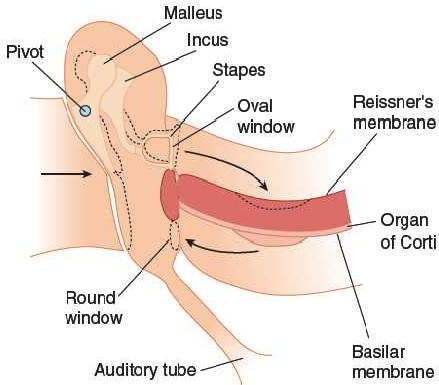 Malleus
Incus
Pivot
Stapes
Oval
window
Reissner's
membrane
Organ
of Corti
Round
window
Auditory tube
Basilar
membrane